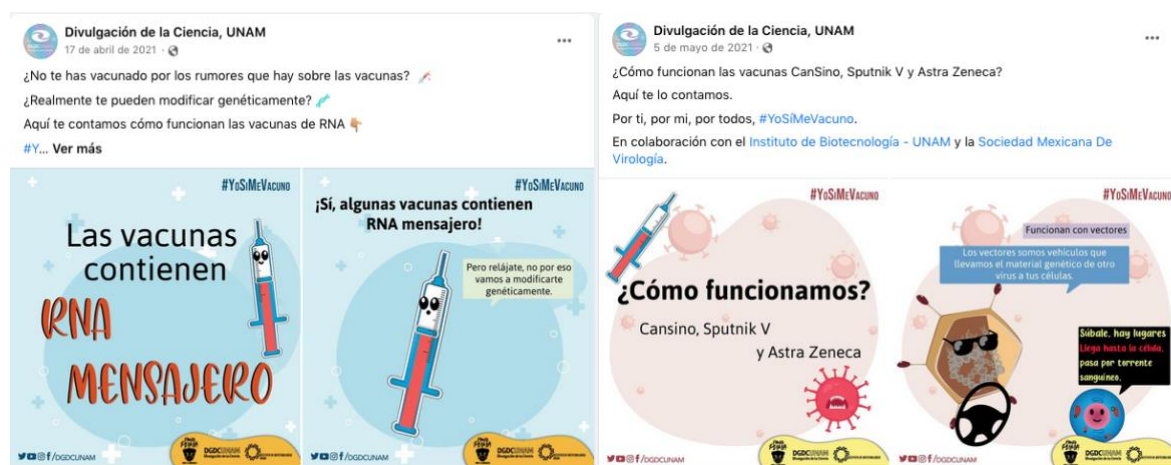 Divulgación de la Ciencia, UNAM
17 de abril de 2021 ·
¿No te has vacunado por los rumores que hay sobre las vacunas?
¿Realmente te pueden modificar genéticamente?
Aquí te contamos cómo funcionan las vacunas de RNA
#Y... Ver más
#YoSíMeVacuno
Las vacunas
contienen
RNA
MENSAJERO
DGDCUNAM
/DGDCUNAM
#YoSíMeVacuno
¡Sí, algunas vacunas contienen
RNA mensajero!
Pero relájate, no por eso
vamos a modificarte
genéticamente.
DGDCUNAM
/DGDCUNAM
Divulgación de la Ciencia, UNAM
5 de mayo de 2021 ·
¿Cómo funcionan las vacunas CanSino, Sputnik V y Astra Zeneca?
Aquí te lo contamos.
Por ti, por mi, por todos, #YoSíMeVacuno.
En colaboración con el Instituto de Biotecnología - UNAM y la Sociedad Mexicana De
Virología.
#YoSíMeVacuno
¿Cómo funcionamos?
Cansino, Sputnik V
y Astra Zeneca
DGDCUNAM
/DGDCUNAM
#YoSíMeVacuno
Funcionan con vectores
Los vectores somos vehículos que
llevamos el material genético de otro
virus a tus células.
Súbale, hay lugares
Llega hasta la célula,
pasa por torrente
sanguíneo.
DGDCUNAM
/DGDCUNAM